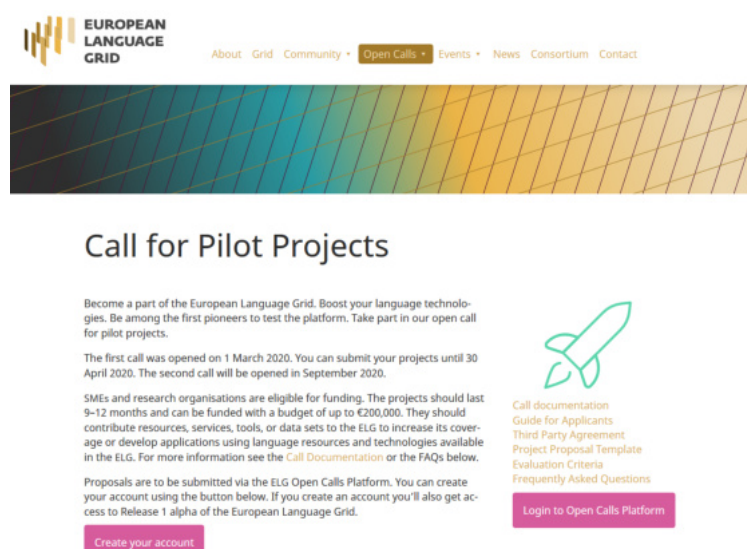 EUROPEAN
LANGUAGE
GRID
About Grid Community Open Calls Events News Consortium Contact
Call for Pilot Projects
Become a part of the European Language Grid. Boost your language technolo-
gies. Be among the first pioneers to test the platform. Take part in our open call
for pilot projects.
The first call was opened on 1 March 2020. You can submit your projects until 30
April 2020. The second call will be opened in September 2020.
SMEs and research organisations are eligible for funding. The projects should last
9–12 months and can be funded with a budget of up to €200,000. They should
contribute resources, services, tools, or data sets to the ELG to increase its cover-
age or develop applications using language resources and technologies available
in the ELG. For more information see the Call Documentation or the FAQs below.
Proposals are to be submitted via the ELG Open Calls Platform. You can create
your account using the button below. If you create an account you'll also get ac-
cess to Release 1 alpha of the European Language Grid.
Create your account
Call documentation
Guide for Applicants
Third Party Agreement
Project Proposal Template
Evaluation Criteria
Frequently Asked Questions
Login to Open Calls Platform